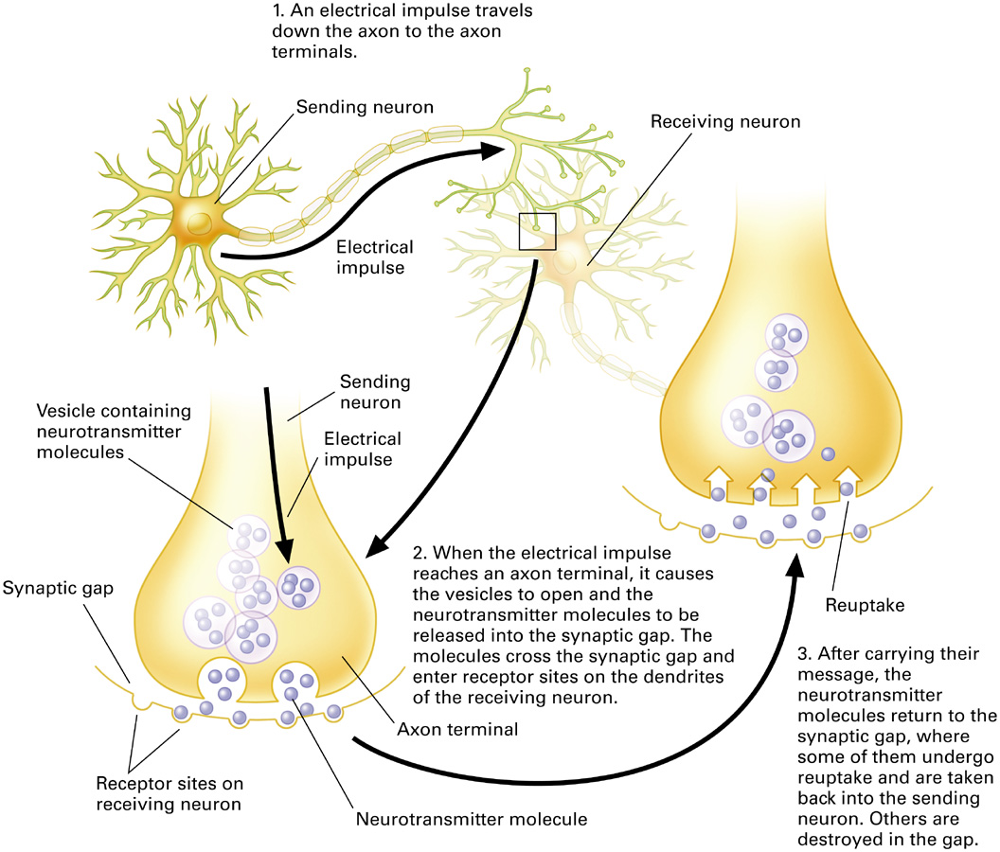 1. An electrical impulse travels
down the axon to the axon
terminals.
Sending neuron
Receiving neuron
Electrical
impulse
Sending
neuron
Vesicle containing
neurotransmitter
molecules
Electrical
impulse
Synaptic gap
2. When the electrical impulse
reaches an axon terminal, it causes
the vesicles to open and the
neurotransmitter molecules to be
released into the synaptic gap. The
molecules cross the synaptic gap and
enter receptor sites on the dendrites
of the receiving neuron.
Reuptake
3. After carrying their
message, the
neurotransmitter
molecules return to the
synaptic gap, where
some of them undergo
reuptake and are taken
back into the sending
neuron. Others are
destroyed in the gap.
Axon terminal
Receptor sites on
receiving neuron
Neurotransmitter molecule